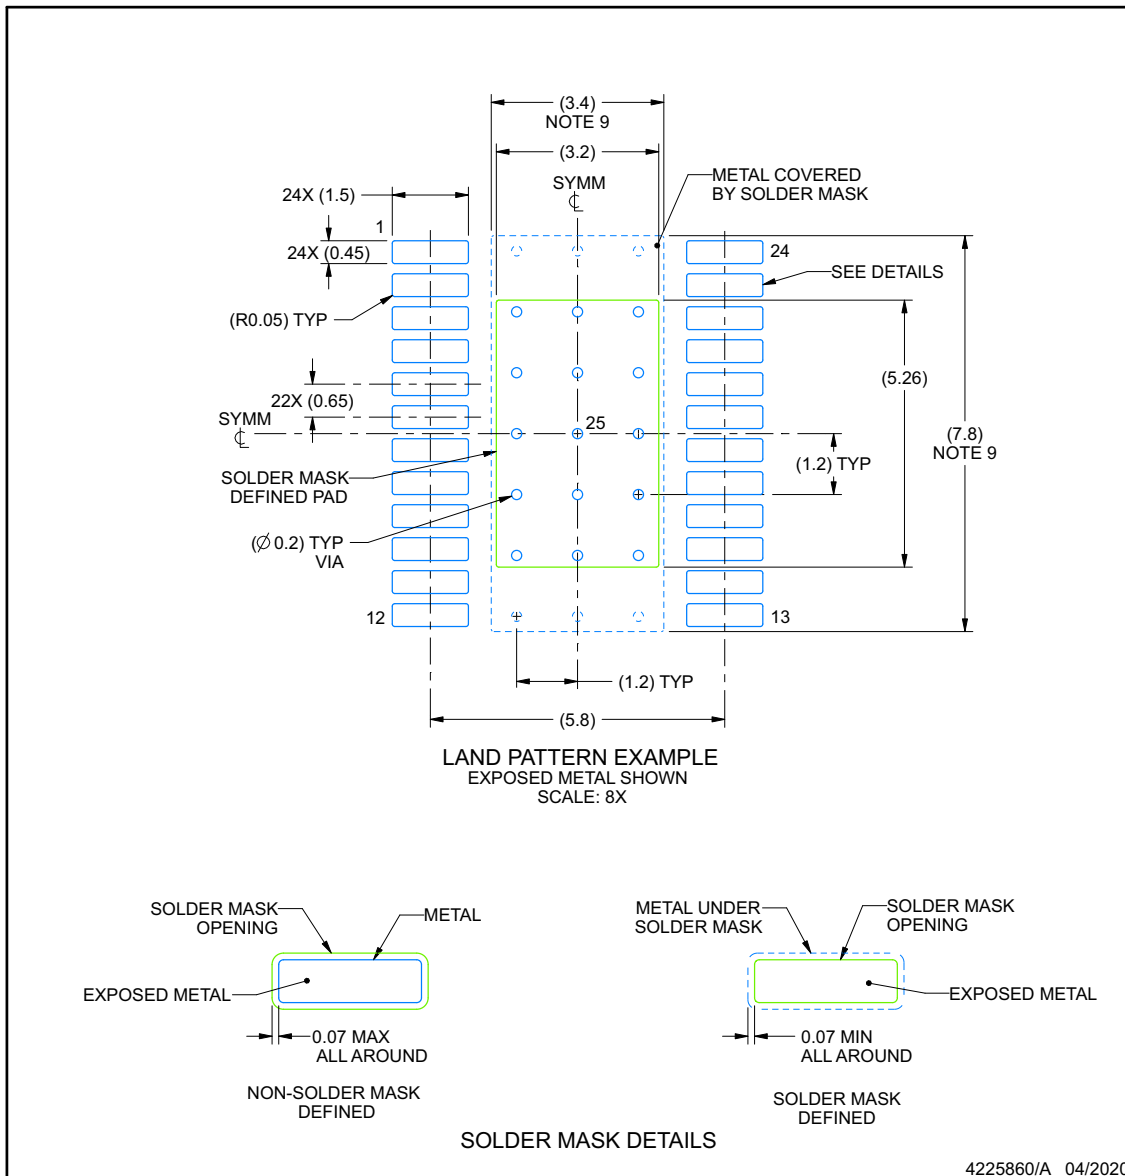 (3.4)
NOTE 9
(3.2)
SYMM
℄
METAL COVERED
BY SOLDER MASK
24X (1.5)
1
24X (0.45)
24
SEE DETAILS
(R0.05) TYP
(5.26)
22X (0.65)
SYMM
℄
25
(7.8)
NOTE 9
(1.2) TYP
SOLDER MASK
DEFINED PAD
(Ø 0.2) TYP
VIA
12
13
(1.2) TYP
(5.8)
LAND PATTERN EXAMPLE
EXPOSED METAL SHOWN
SCALE: 8X
SOLDER MASK
OPENING
METAL
EXPOSED METAL
0.07 MAX
ALL AROUND
NON-SOLDER MASK
DEFINED
METAL UNDER
SOLDER MASK
SOLDER MASK
OPENING
EXPOSED METAL
0.07 MIN
ALL AROUND
SOLDER MASK
DEFINED
SOLDER MASK DETAILS
4225860/A 04/2020